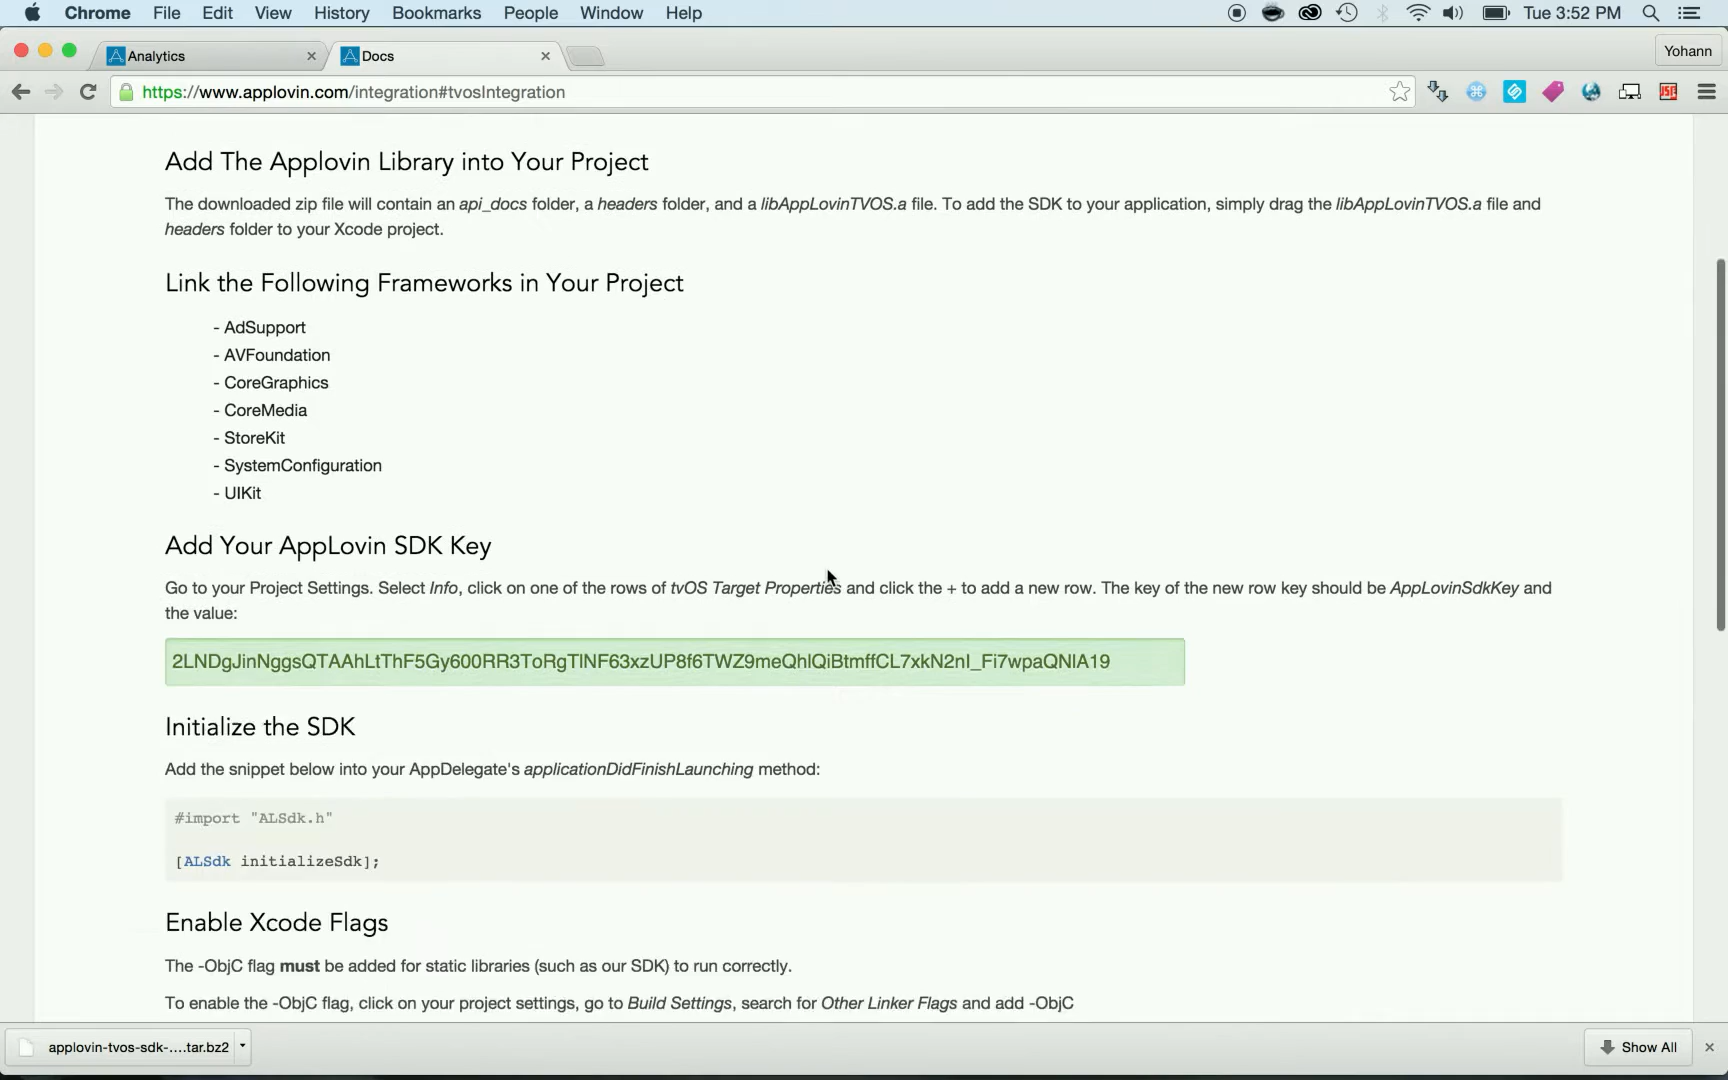 Chrome File Edit View History Bookmarks People Window Help Tue 3:52 PM
Analytics Docs Yohann
https://www.applovin.com/integration#tvosIntegration
Add The Applovin Library into Your Project
The downloaded zip file will contain an api_docs folder, a headers folder, and a libAppLovinTVOS.a file. To add the SDK to your application, simply drag the libAppLovinTVOS.a file and
headers folder to your Xcode project.
Link the Following Frameworks in Your Project
- AdSupport
- AVFoundation
- CoreGraphics
- CoreMedia
- StoreKit
- SystemConfiguration
- UIKit
Add Your AppLovin SDK Key
Go to your Project Settings. Select Info, click on one of the rows of tvOS Target Properties and click the + to add a new row. The key of the new row key should be AppLovinSdkKey and
the value:
2LNDgJinNggsQTAAhLtThF5Gy600RR3ToRgTlNF63xzUP8f6TWZ9meQhlQiBtmffCL7xkN2nl_Fi7wpaQNlA19
Initialize the SDK
Add the snippet below into your AppDelegate's applicationDidFinishLaunching method:
#import "ALSdk.h"
[ALSdk initializeSdk];
Enable Xcode Flags
The -ObjC flag must be added for static libraries (such as our SDK) to run correctly.
To enable the -ObjC flag, click on your project settings, go to Build Settings, search for Other Linker Flags and add -ObjC
applovin-tvos-sdk-....tar.bz2 Show All